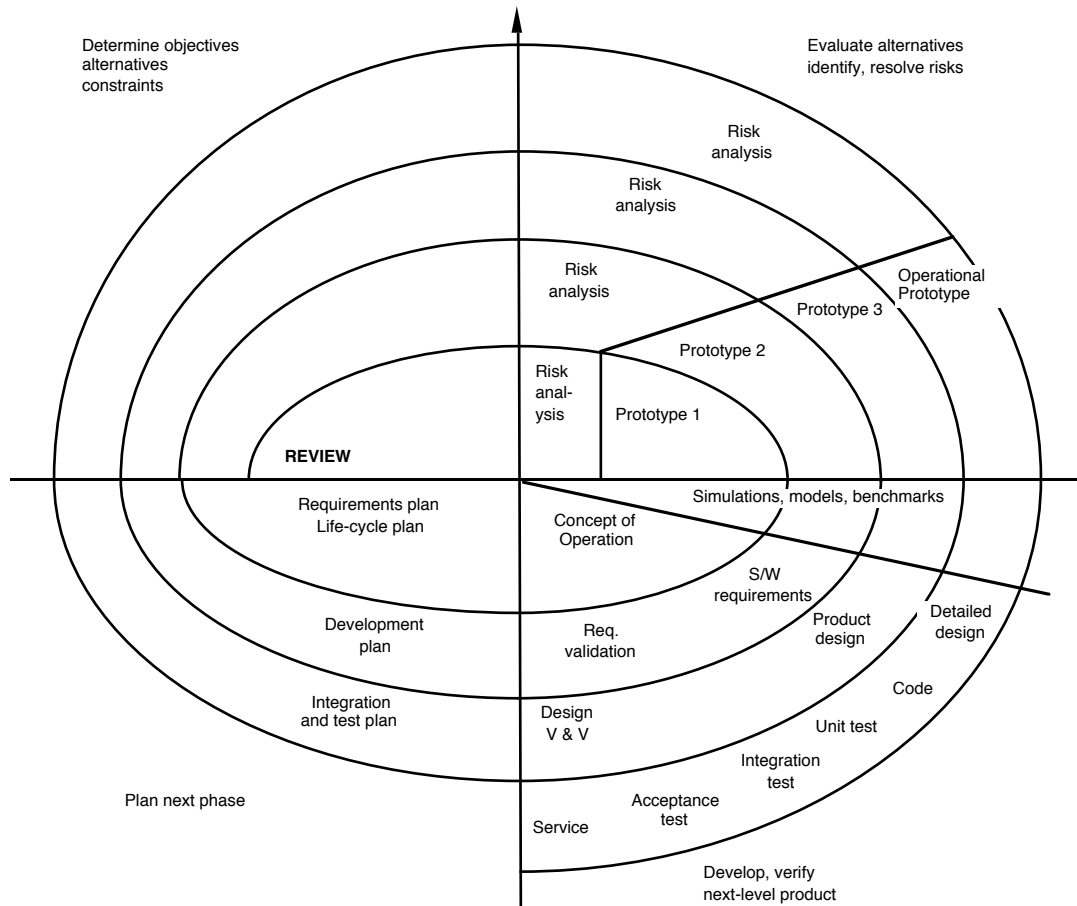 Determine objectives
alternatives
constraints
Evaluate alternatives
identify, resolve risks
Risk
analysis
Risk
analysis
Risk
analysis
Operational
Prototype
Prototype 3
Prototype 2
Risk
anal-
ysis
Prototype 1
REVIEW
Requirements plan
Life-cycle plan
Simulations, models, benchmarks
Concept of
Operation
S/W
requirements
Development
plan
Req.
validation
Product
design
Detailed
design
Integration
and test plan
Design
V & V
Code
Unit test
Integration
test
Plan next phase
Acceptance
test
Service
Develop, verify
next-level product